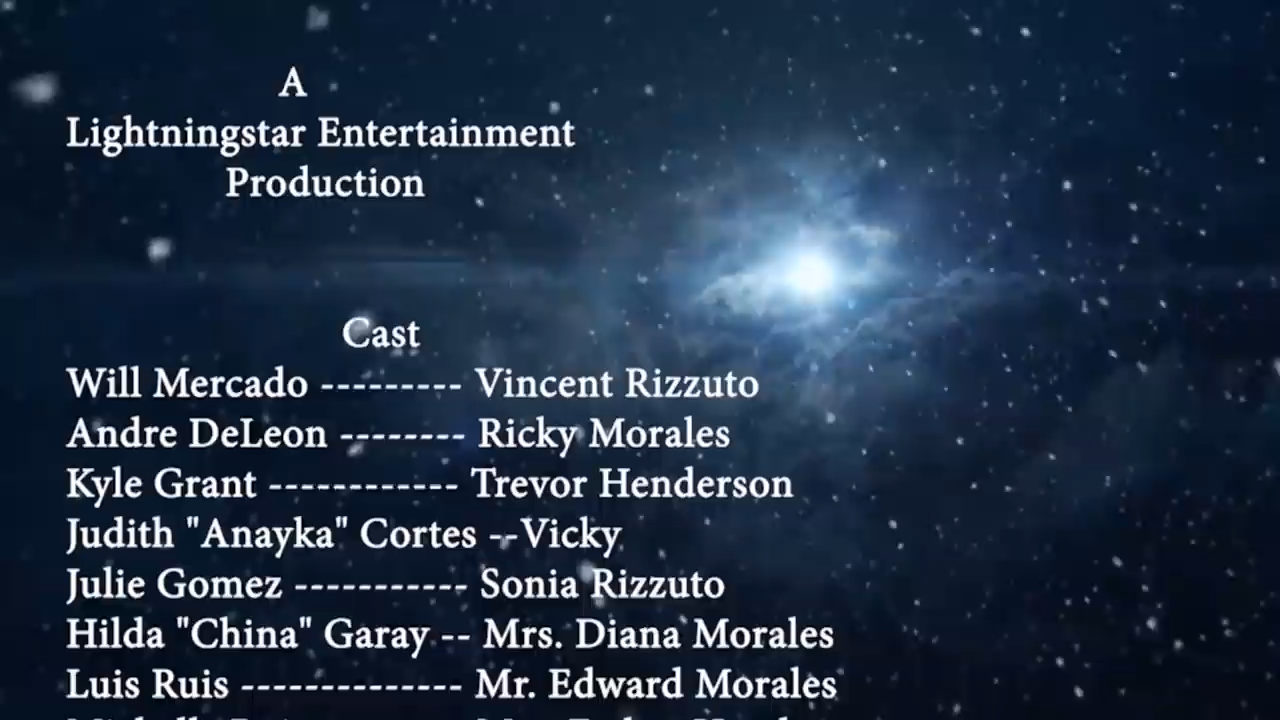 A
Lightningstar Entertainment
Production
Cast
Will Mercado --------- Vincent Rizzuto
Andre DeLeon -------- Ricky Morales
Kyle Grant ------------ Trevor Henderson
Judith "Anayka" Cortes --Vicky
Julie Gomez ----------- Sonia Rizzuto
Hilda "China" Garay -- Mrs. Diana Morales
Luis Ruis -------------- Mr. Edward Morales